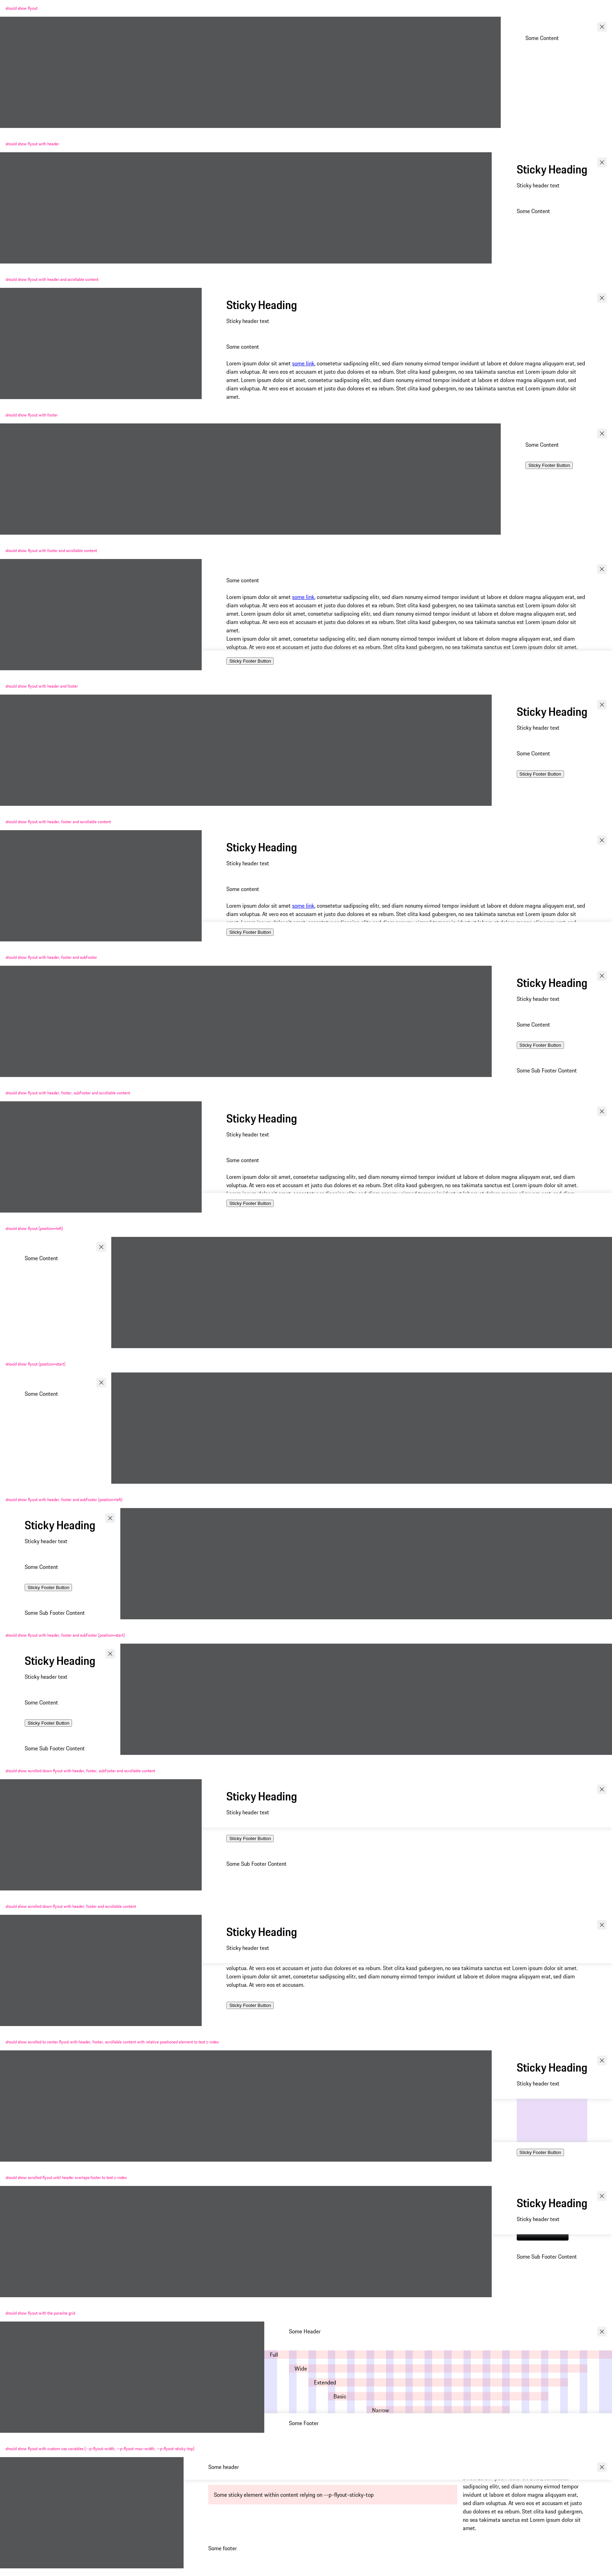 should show flyout
Some Content
should show flyout with header
Sticky Heading
Sticky header text
Some Content
should show flyout with header and scrollable content
Sticky Heading
Sticky header text
Some content
Lorem ipsum dolor sit amet some link, consetetur sadipscing elitr, sed diam nonumy eirmod tempor invidunt ut labore et dolore magna aliquyam erat, sed
diam voluptua. At vero eos et accusam et justo duo dolores et ea rebum. Stet clita kasd gubergren, no sea takimata sanctus est Lorem ipsum dolor sit
amet. Lorem ipsum dolor sit amet, consetetur sadipscing elitr, sed diam nonumy eirmod tempor invidunt ut labore et dolore magna aliquyam erat, sed
diam voluptua. At vero eos et accusam et justo duo dolores et ea rebum. Stet clita kasd gubergren, no sea takimata sanctus est Lorem ipsum dolor sit
amet.
should show flyout with footer
Some Content
Sticky Footer Button
should show flyout with footer and scrollable content
Some content
Lorem ipsum dolor sit amet some link, consetetur sadipscing elitr, sed diam nonumy eirmod tempor invidunt ut labore et dolore magna aliquyam erat, sed
diam voluptua. At vero eos et accusam et justo duo dolores et ea rebum. Stet clita kasd gubergren, no sea takimata sanctus est Lorem ipsum dolor sit
amet. Lorem ipsum dolor sit amet, consetetur sadipscing elitr, sed diam nonumy eirmod tempor invidunt ut labore et dolore magna aliquyam erat, sed
diam voluptua. At vero eos et accusam et justo duo dolores et ea rebum. Stet clita kasd gubergren, no sea takimata sanctus est Lorem ipsum dolor sit
amet.
Lorem ipsum dolor sit amet, consetetur sadipscing elitr, sed diam nonumy eirmod tempor invidunt ut labore et dolore magna aliquyam erat, sed diam
voluptua. At vero eos et accusam et justo duo dolores et ea rebum. Stet clita kasd gubergren, no sea takimata sanctus est Lorem ipsum dolor sit amet.
Sticky Footer Button
should show flyout with header and footer
Sticky Heading
Sticky header text
Some Content
Sticky Footer Button
should show flyout with header, footer and scrollable content
Sticky Heading
Sticky header text
Some content
Lorem ipsum dolor sit amet some link, consetetur sadipscing elitr, sed diam nonumy eirmod tempor invidunt ut labore et dolore magna aliquyam erat, sed
diam voluptua. At vero eos et accusam et justo duo dolores et ea rebum. Stet clita kasd gubergren, no sea takimata sanctus est Lorem ipsum dolor sit
Sticky Footer Button
should show flyout with header, footer and subfooter
Sticky Heading
Sticky header text
Some Content
Sticky Footer Button
Some Sub Footer Content
should show flyout with header, footer, subfooter and scrollable content
Sticky Heading
Sticky header text
Some content
Lorem ipsum dolor sit amet, consetetur sadipscing elitr, sed diam nonumy eirmod tempor invidunt ut labore et dolore magna aliquyam erat, sed diam
voluptua. At vero eos et accusam et justo duo dolores et ea rebum. Stet clita kasd gubergren, no sea takimata sanctus est Lorem ipsum dolor sit amet.
Sticky Footer Button
should show flyout (position=left)
Some Content
should show flyout (position=start)
Some Content
should show flyout with header, footer and subfooter (position=left)
Sticky Heading
Sticky header text
Some Content
Sticky Footer Button
Some Sub Footer Content
should show flyout with header, footer and subfooter (position=start)
Sticky Heading
Sticky header text
Some Content
Sticky Footer Button
Some Sub Footer Content
should show scrolled down flyout with header, footer, subfooter and scrollable content
Sticky Heading
Sticky header text
Sticky Footer Button
Some Sub Footer Content
should show scrolled down flyout with header, footer and scrollable content
Sticky Heading
Sticky header text
voluptua. At vero eos et accusam et justo duo dolores et ea rebum. Stet clita kasd gubergren, no sea takimata sanctus est Lorem ipsum dolor sit amet.
Lorem ipsum dolor sit amet, consetetur sadipscing elitr, sed diam nonumy eirmod tempor invidunt ut labore et dolore magna aliquyam erat, sed diam
voluptua. At vero eos et accusam.
Sticky Footer Button
should show scrolled to center flyout with header, footer, scrollable content with relative positioned element to test z-index
Sticky Heading
Sticky header text
Sticky Footer Button
should show scrolled flyout until header overlaps footer to test z-index
Sticky Heading
Sticky header text
Some Sub Footer Content
should show flyout with the porsche grid
Some Header
Full
Wide
Extended
Basic
Narrow
Some Footer
should show flyout with custom css variables (--p-flyout-width, --p-flyout-max-width, --p-flyout-sticky-top)
Some header
Some sticky element within content relying on --p-flyout-sticky-top
sadipscing elitr, sed diam nonumy eirmod tempor
invidunt ut labore et dolore magna aliquyam erat,
sed diam voluptua. At vero eos et accusam et justo
duo dolores et ea rebum. Stet clita kasd gubergren,
no sea takimata sanctus est Lorem ipsum dolor sit
amet.
Some footer